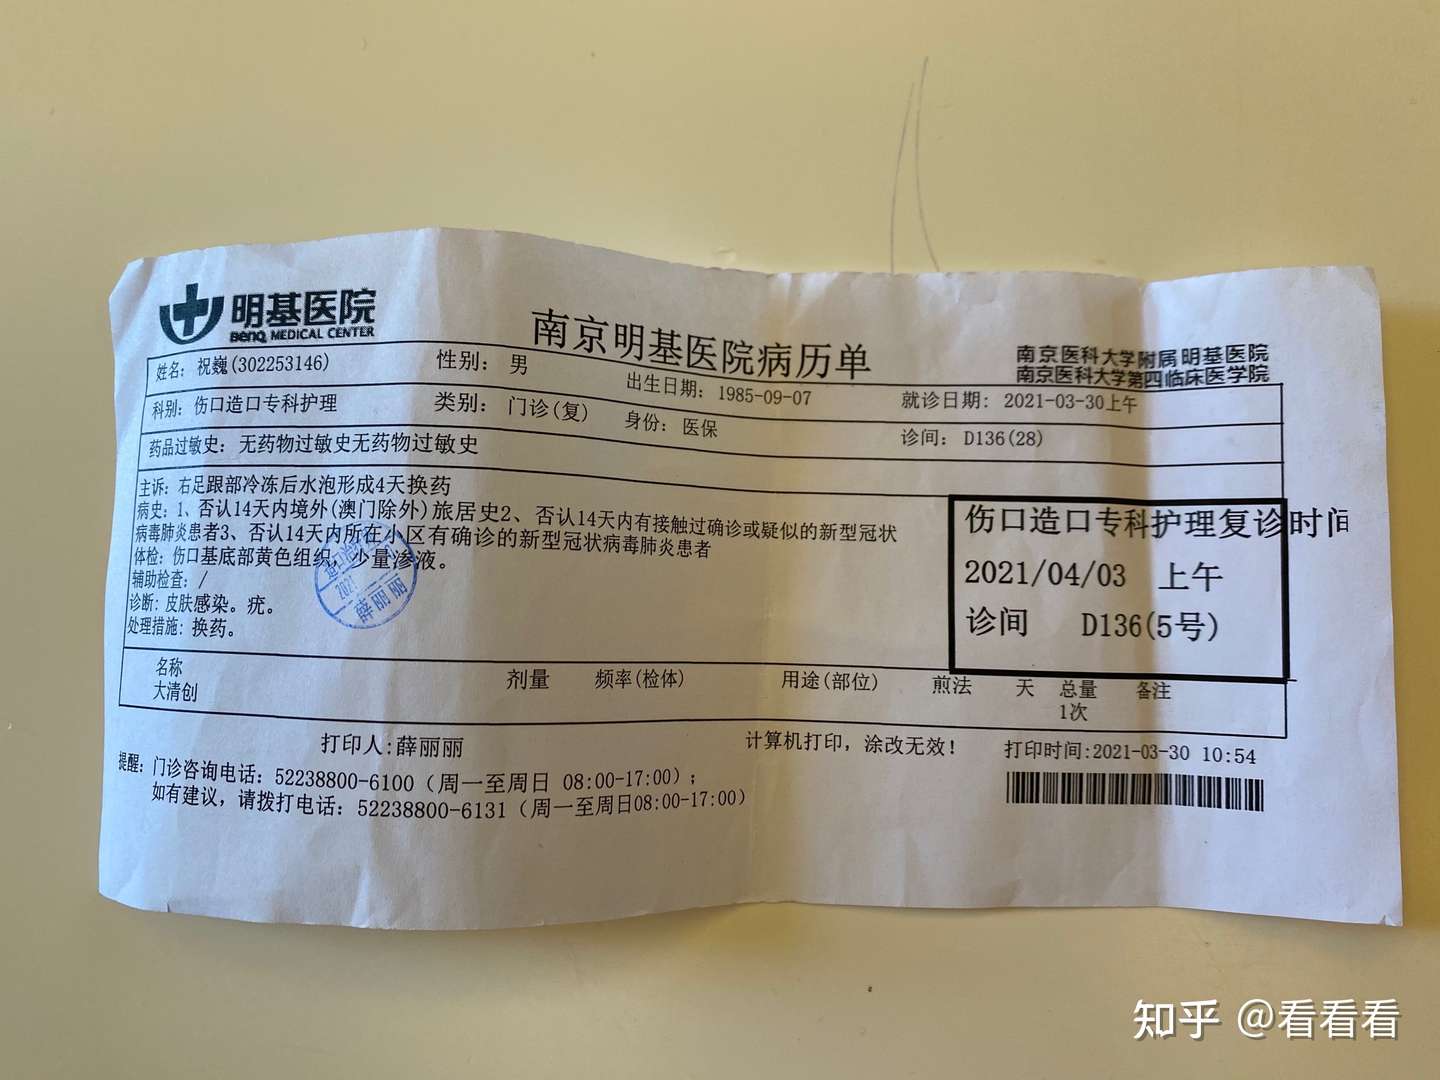 明基医院
BenQ MEDICAL CENTER
南京明基医院病历单
南京医科大学附属明基医院
南京医科大学第四临床医学院
姓名: 祝巍(302253146) 性别: 男 出生日期: 1985-09-07 就诊日期: 2021-03-30上午
科别: 伤口造口专科护理 类别: 门诊(复) 身份: 医保 诊间: D136(28)
药品过敏史: 无药物过敏史无药物过敏史
主诉: 右足跟部冷冻后水泡形成4天换药
病史: 1、否认14天内境外(澳门除外)旅居史2、否认14天内有接触过确诊或疑似的新型冠状
病毒肺炎患者3、否认14天内所在小区有确诊的新型冠状病毒肺炎患者
体检: 伤口基底部黄色组织, 少量渗液。
辅助检查: /
诊断: 皮肤感染。疣。
处理措施: 换药。
伤口造口专科护理复诊时间
2021/04/03 上午
诊间 D136(5号)
薛丽丽
名称 剂量 频率(检体) 用途(部位) 煎法 天 总量 备注
大清创 1次
打印人:薛丽丽 计算机打印, 涂改无效! 打印时间:2021-03-30 10:54
提醒: 门诊咨询电话: 52238800-6100 (周一至周日 08:00-17:00);
如有建议, 请拨打电话: 52238800-6131 (周一至周日08:00-17:00)
知乎 @看看看